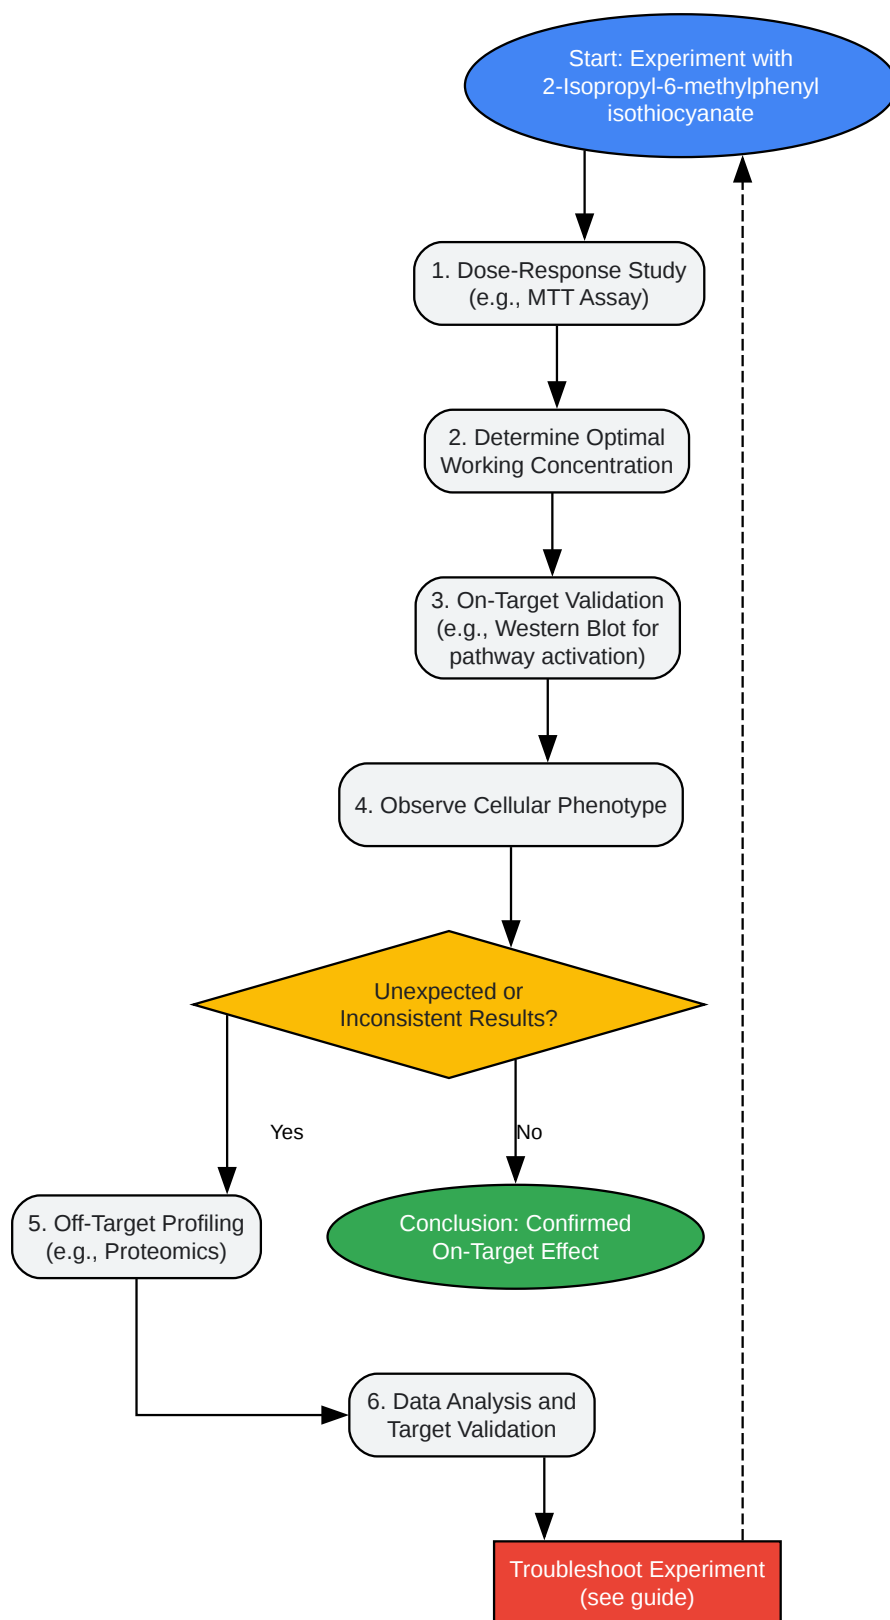 Start: Experiment with
2-Isopropyl-6-methylphenyl
isothiocyanate
1. Dose-Response Study
(e.g., MTT Assay)
2. Determine Optimal
Working Concentration
3. On-Target Validation
(e.g., Western Blot for
pathway activation)
4. Observe Cellular Phenotype
Unexpected or
Inconsistent Results?
Yes
No
5. Off-Target Profiling
(e.g., Proteomics)
Conclusion: Confirmed
On-Target Effect
6. Data Analysis and
Target Validation
Troubleshoot Experiment
(see guide)